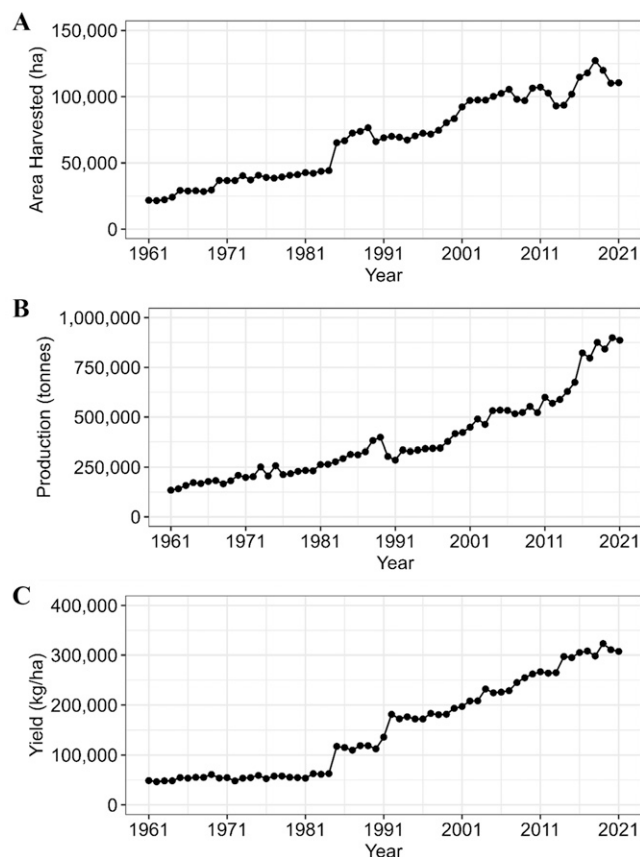 A
Area Harvested (ha)
150,000
100,000
50,000
0
1961 1971 1981 1991 2001 2011 2021
Year
B
Production (tonnes)
1,000,000
750,000
500,000
250,000
0
1961 1971 1981 1991 2001 2011 2021
Year
C
Yield (kg/ha)
400,000
300,000
200,000
100,000
0
1961 1971 1981 1991 2001 2011 2021
Year